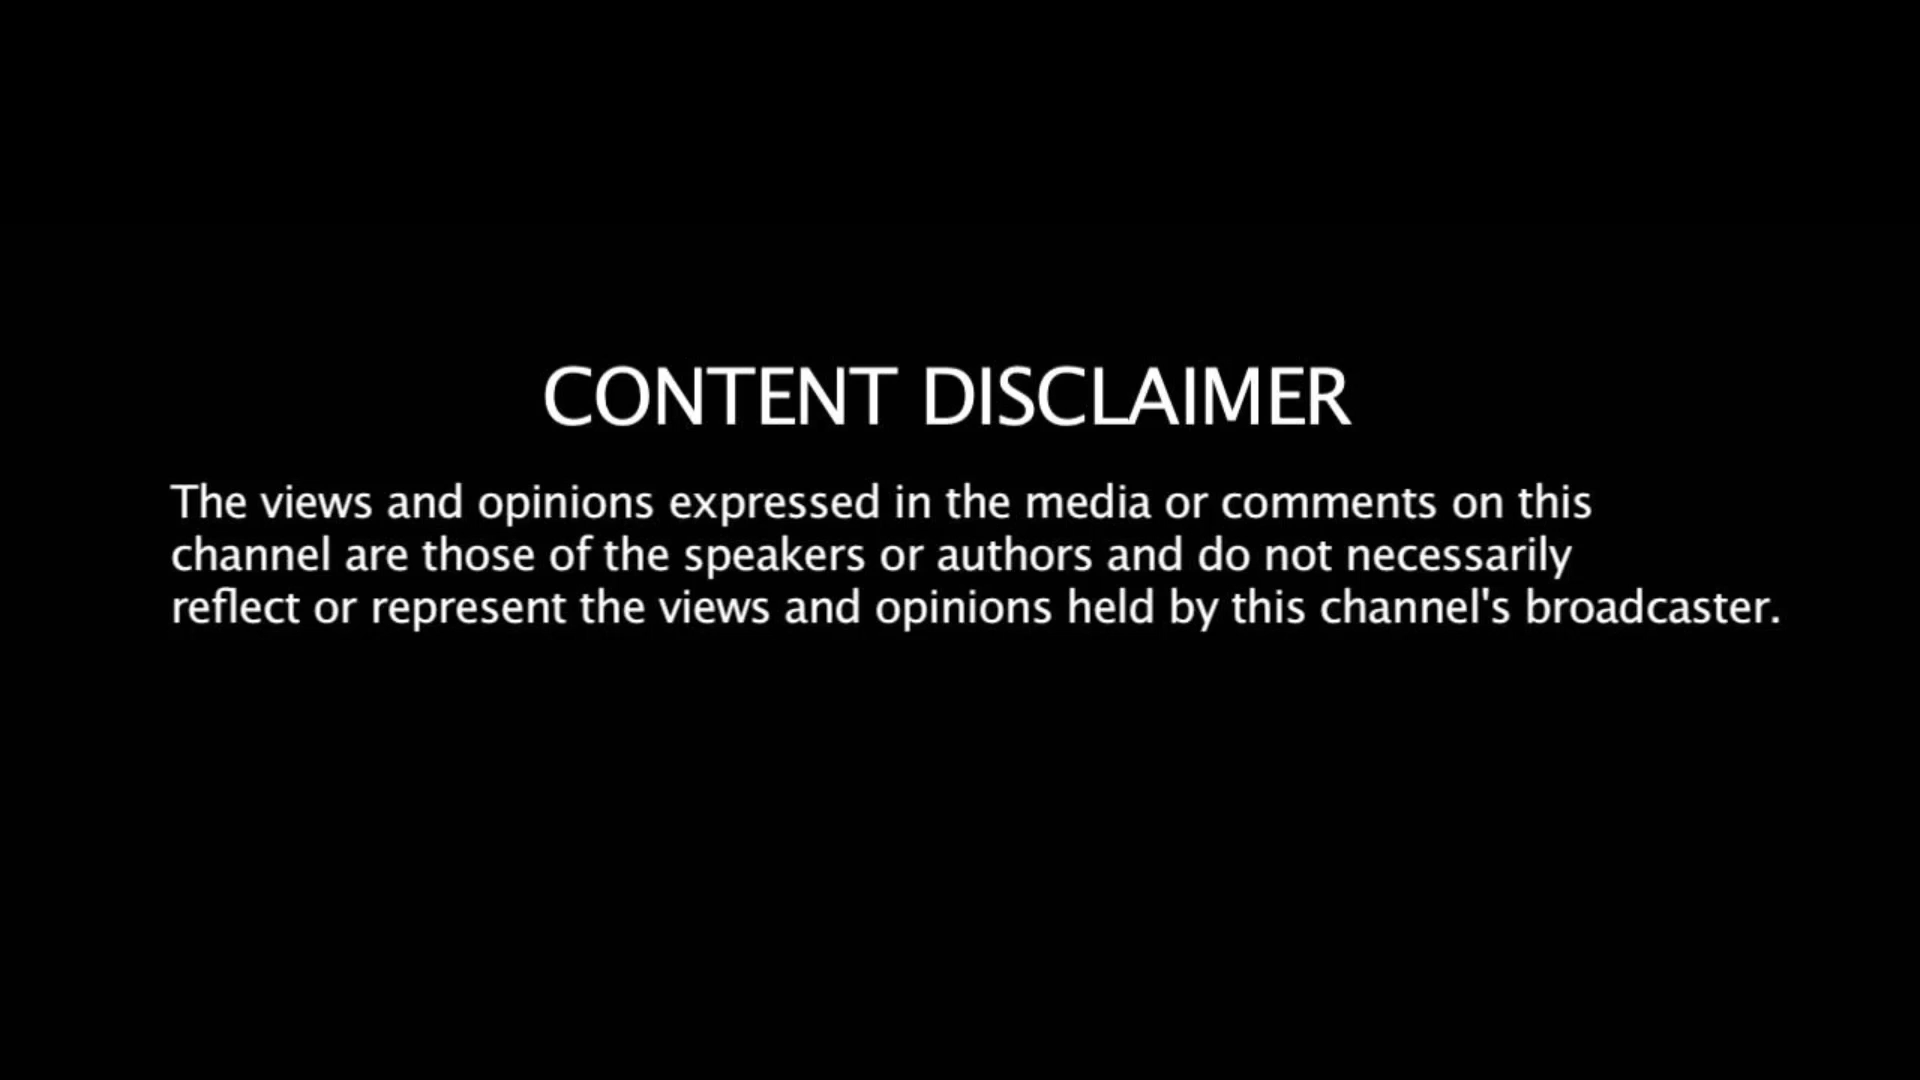 CONTENT DISCLAIMER
The views and opinions expressed in the media or comments on this
channel are those of the speakers or authors and do not necessarily
reflect or represent the views and opinions held by this channel's broadcaster.